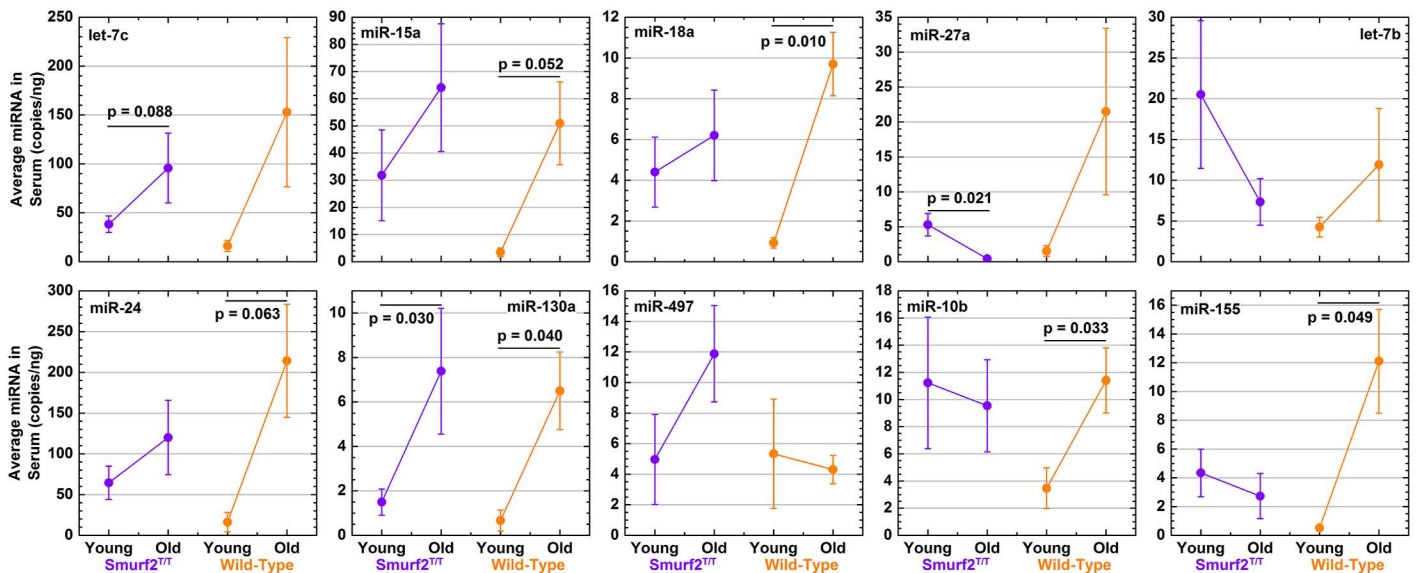 Average miRNA in
Serum (copies/ng)
250
200
150
100
50
0
let-7c
p = 0.088
90
80
70
60
50
40
30
20
10
0
miR-15a
p = 0.052
12
10
8
6
4
2
0
miR-18a
p = 0.010
35
30
25
20
15
10
5
0
miR-27a
p = 0.021
30
25
20
15
10
5
0
let-7b
Average miRNA in
Serum (copies/ng)
300
250
200
150
100
50
0
miR-24
p = 0.063
Young Old Young Old
Smurf2T/T Wild-Type
10
8
6
4
2
0
miR-130a
p = 0.030
p = 0.040
Young Old Young Old
Smurf2T/T Wild-Type
16
14
12
10
8
6
4
2
0
miR-497
Young Old Young Old
Smurf2T/T Wild-Type
18
16
14
12
10
8
6
4
2
0
miR-10b
p = 0.033
Young Old Young Old
Smurf2T/T Wild-Type
16
14
12
10
8
6
4
2
0
miR-155
p = 0.049
Young Old Young Old
Smurf2T/T Wild-Type